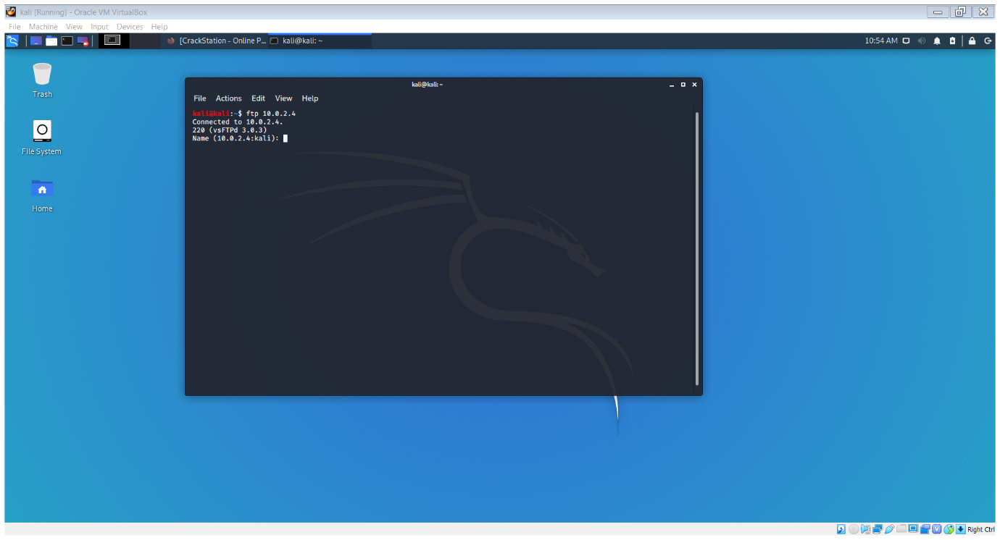 kali [Running] - Oracle VM VirtualBox
File Machine View Input Devices Help
[CrackStation - Online P... kali@kali: ~
10:54 AM
Trash
File System
Home
kali@kali: ~
File Actions Edit View Help
kali@kali:~$ ftp 10.0.2.4
Connected to 10.0.2.4.
220 (vsFTPd 3.0.3)
Name (10.0.2.4:kali):
Right Ctrl